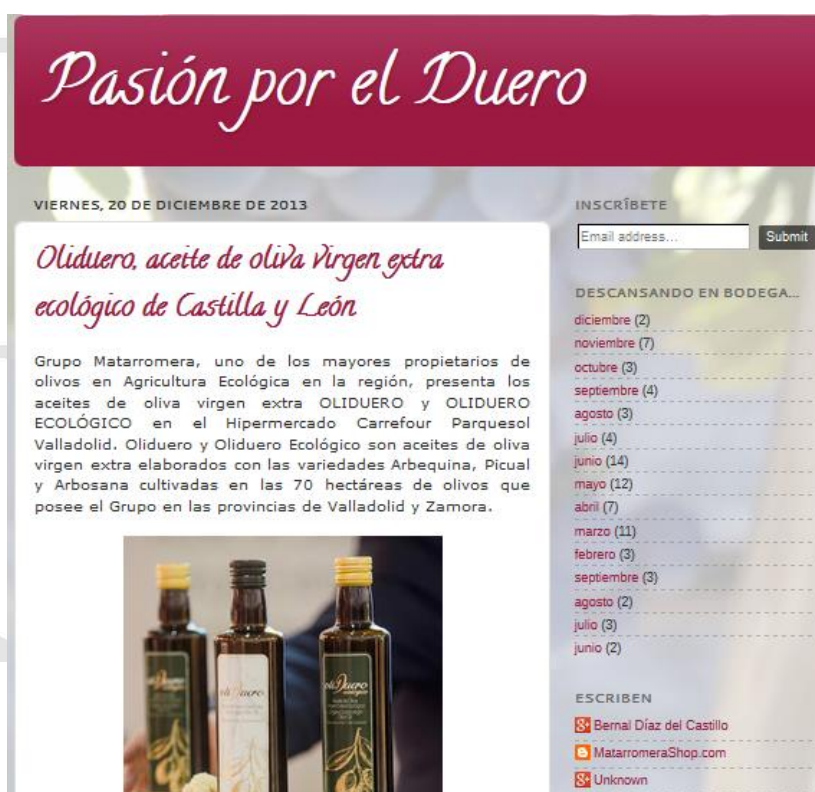 Pasión por el Duero
VIERNES, 20 DE DICIEMBRE DE 2013
Oliduero, aceite de oliva virgen extra
ecológico de Castilla y León
Grupo Matarromera, uno de los mayores propietarios de
olivos en Agricultura Ecológica en la región, presenta los
aceites de oliva virgen extra OLIDUERO y OLIDUERO
ECOLÓGICO en el Hipermercado Carrefour Parquesol
Valladolid. Oliduero y Oliduero Ecológico son aceites de oliva
virgen extra elaborados con las variedades Arbequina, Picual
y Arbosana cultivadas en las 70 hectáreas de olivos que
posee el Grupo en las provincias de Valladolid y Zamora.
oliDuero
oliDuero
INSCRÍBETE
Email address... Submit
DESCANSANDO EN BODEGA...
diciembre (2)
noviembre (7)
octubre (3)
septiembre (4)
agosto (3)
julio (4)
junio (14)
mayo (12)
abril (7)
marzo (11)
febrero (3)
septiembre (3)
agosto (2)
julio (3)
junio (2)
ESCRIBEN
Bernal Díaz del Castillo
MatarromeraShop.com
Unknown